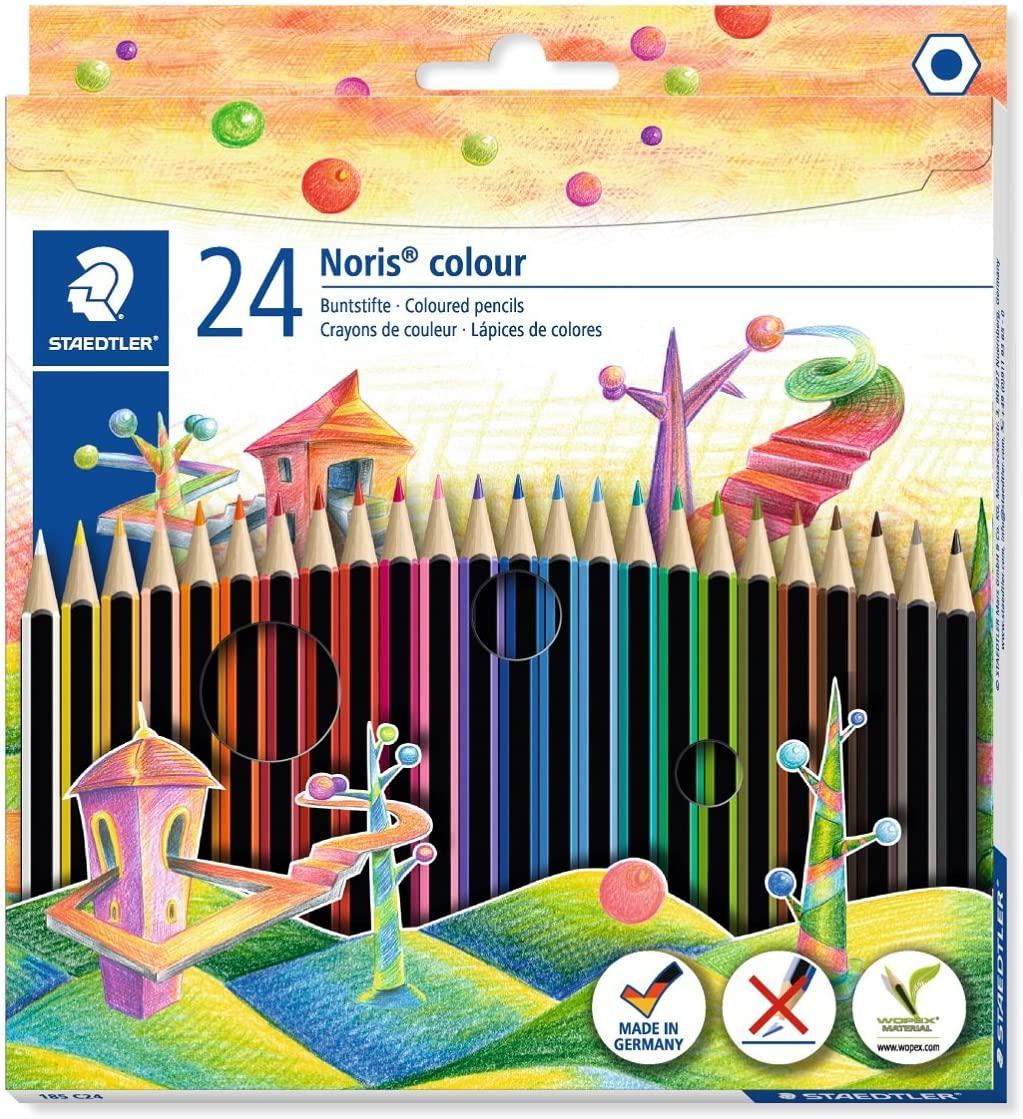 24
Noris® colour
Buntstifte · Coloured pencils
Crayons de couleur · Lápices de colores
STAEDTLER®
MADE IN
GERMANY
WOPEX®
MATERIAL
www.wopex.com
185 C24
STAEDTLER®
STAEDTLER®